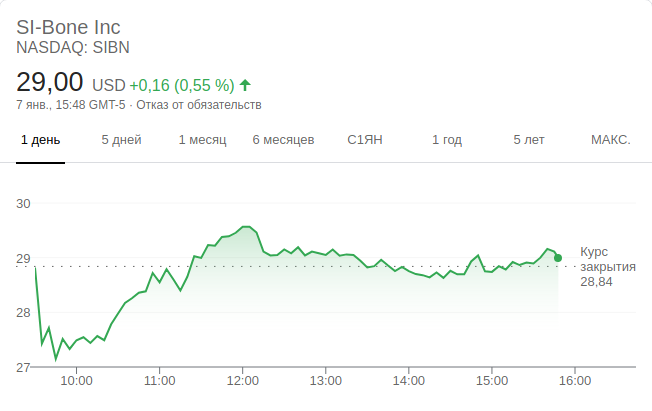 SI-Bone Inc
NASDAQ: SIBN
29,00 USD +0,16 (0,55 %)
7 янв., 15:48 GMT-5 · Отказ от обязательств
1 день 5 дней 1 месяц 6 месяцев С1ЯН 1 год 5 лет МАКС.
30
29
28
27
Курс
закрытия
28,84
10:00 11:00 12:00 13:00 14:00 15:00 16:00